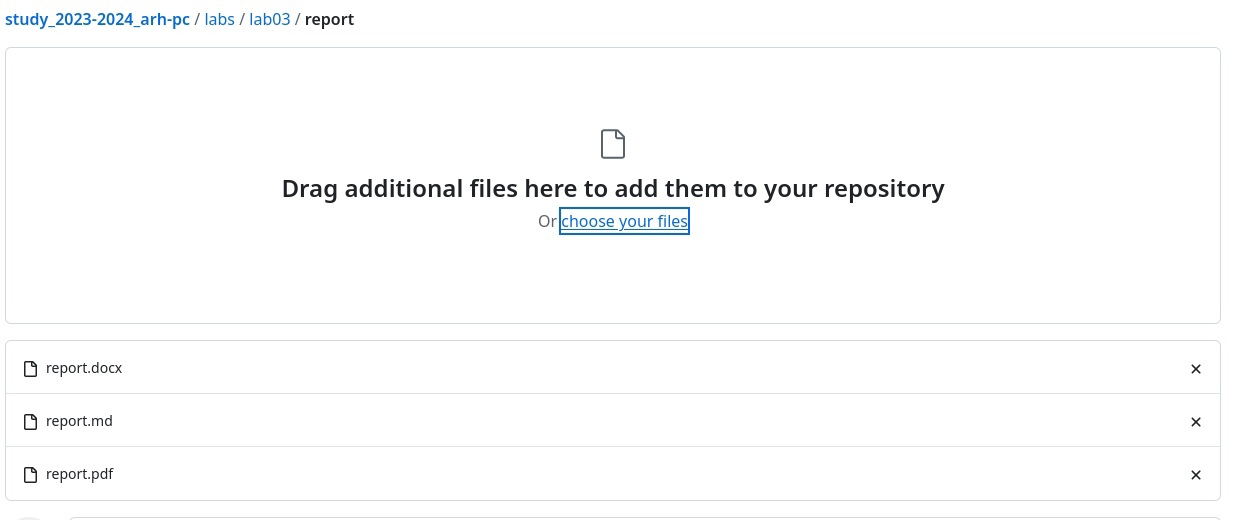 study_2023-2024_arh-pc / labs / lab03 / report
Drag additional files here to add them to your repository
Or choose your files
report.docx
report.md
report.pdf